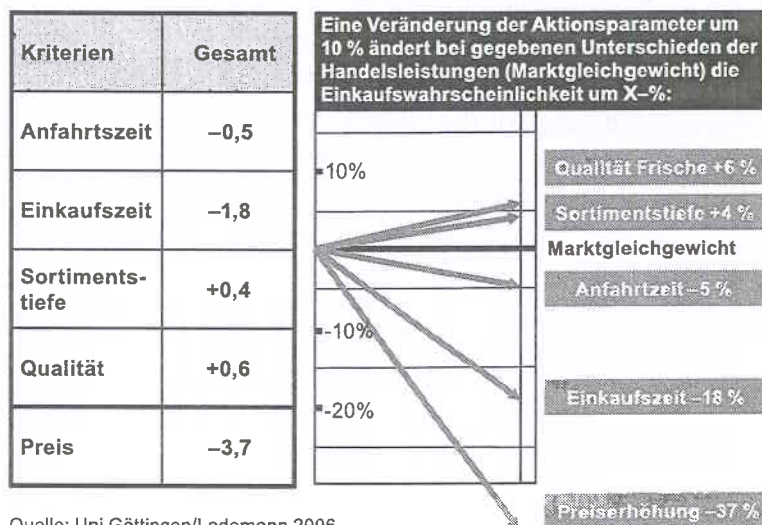 Kriterien Gesamt
Anfahrtszeit –0,5
Einkaufszeit –1,8
Sortiments-
tiefe +0,4
Qualität +0,6
Preis –3,7
Eine Veränderung der Aktionsparameter um
10 % ändert bei gegebenen Unterschieden der
Handelsleistungen (Marktgleichgewicht) die
Einkaufswahrscheinlichkeit um X–%:
10%
-10%
-20%
Qualität Frische +6 %
Sortimentstiefe +4 %
Marktgleichgewicht
Anfahrtzeit –5 %
Einkaufszeit –18 %
Preiserhöhung –37 %
Quelle: Uni Göttingen/Lademann 2006